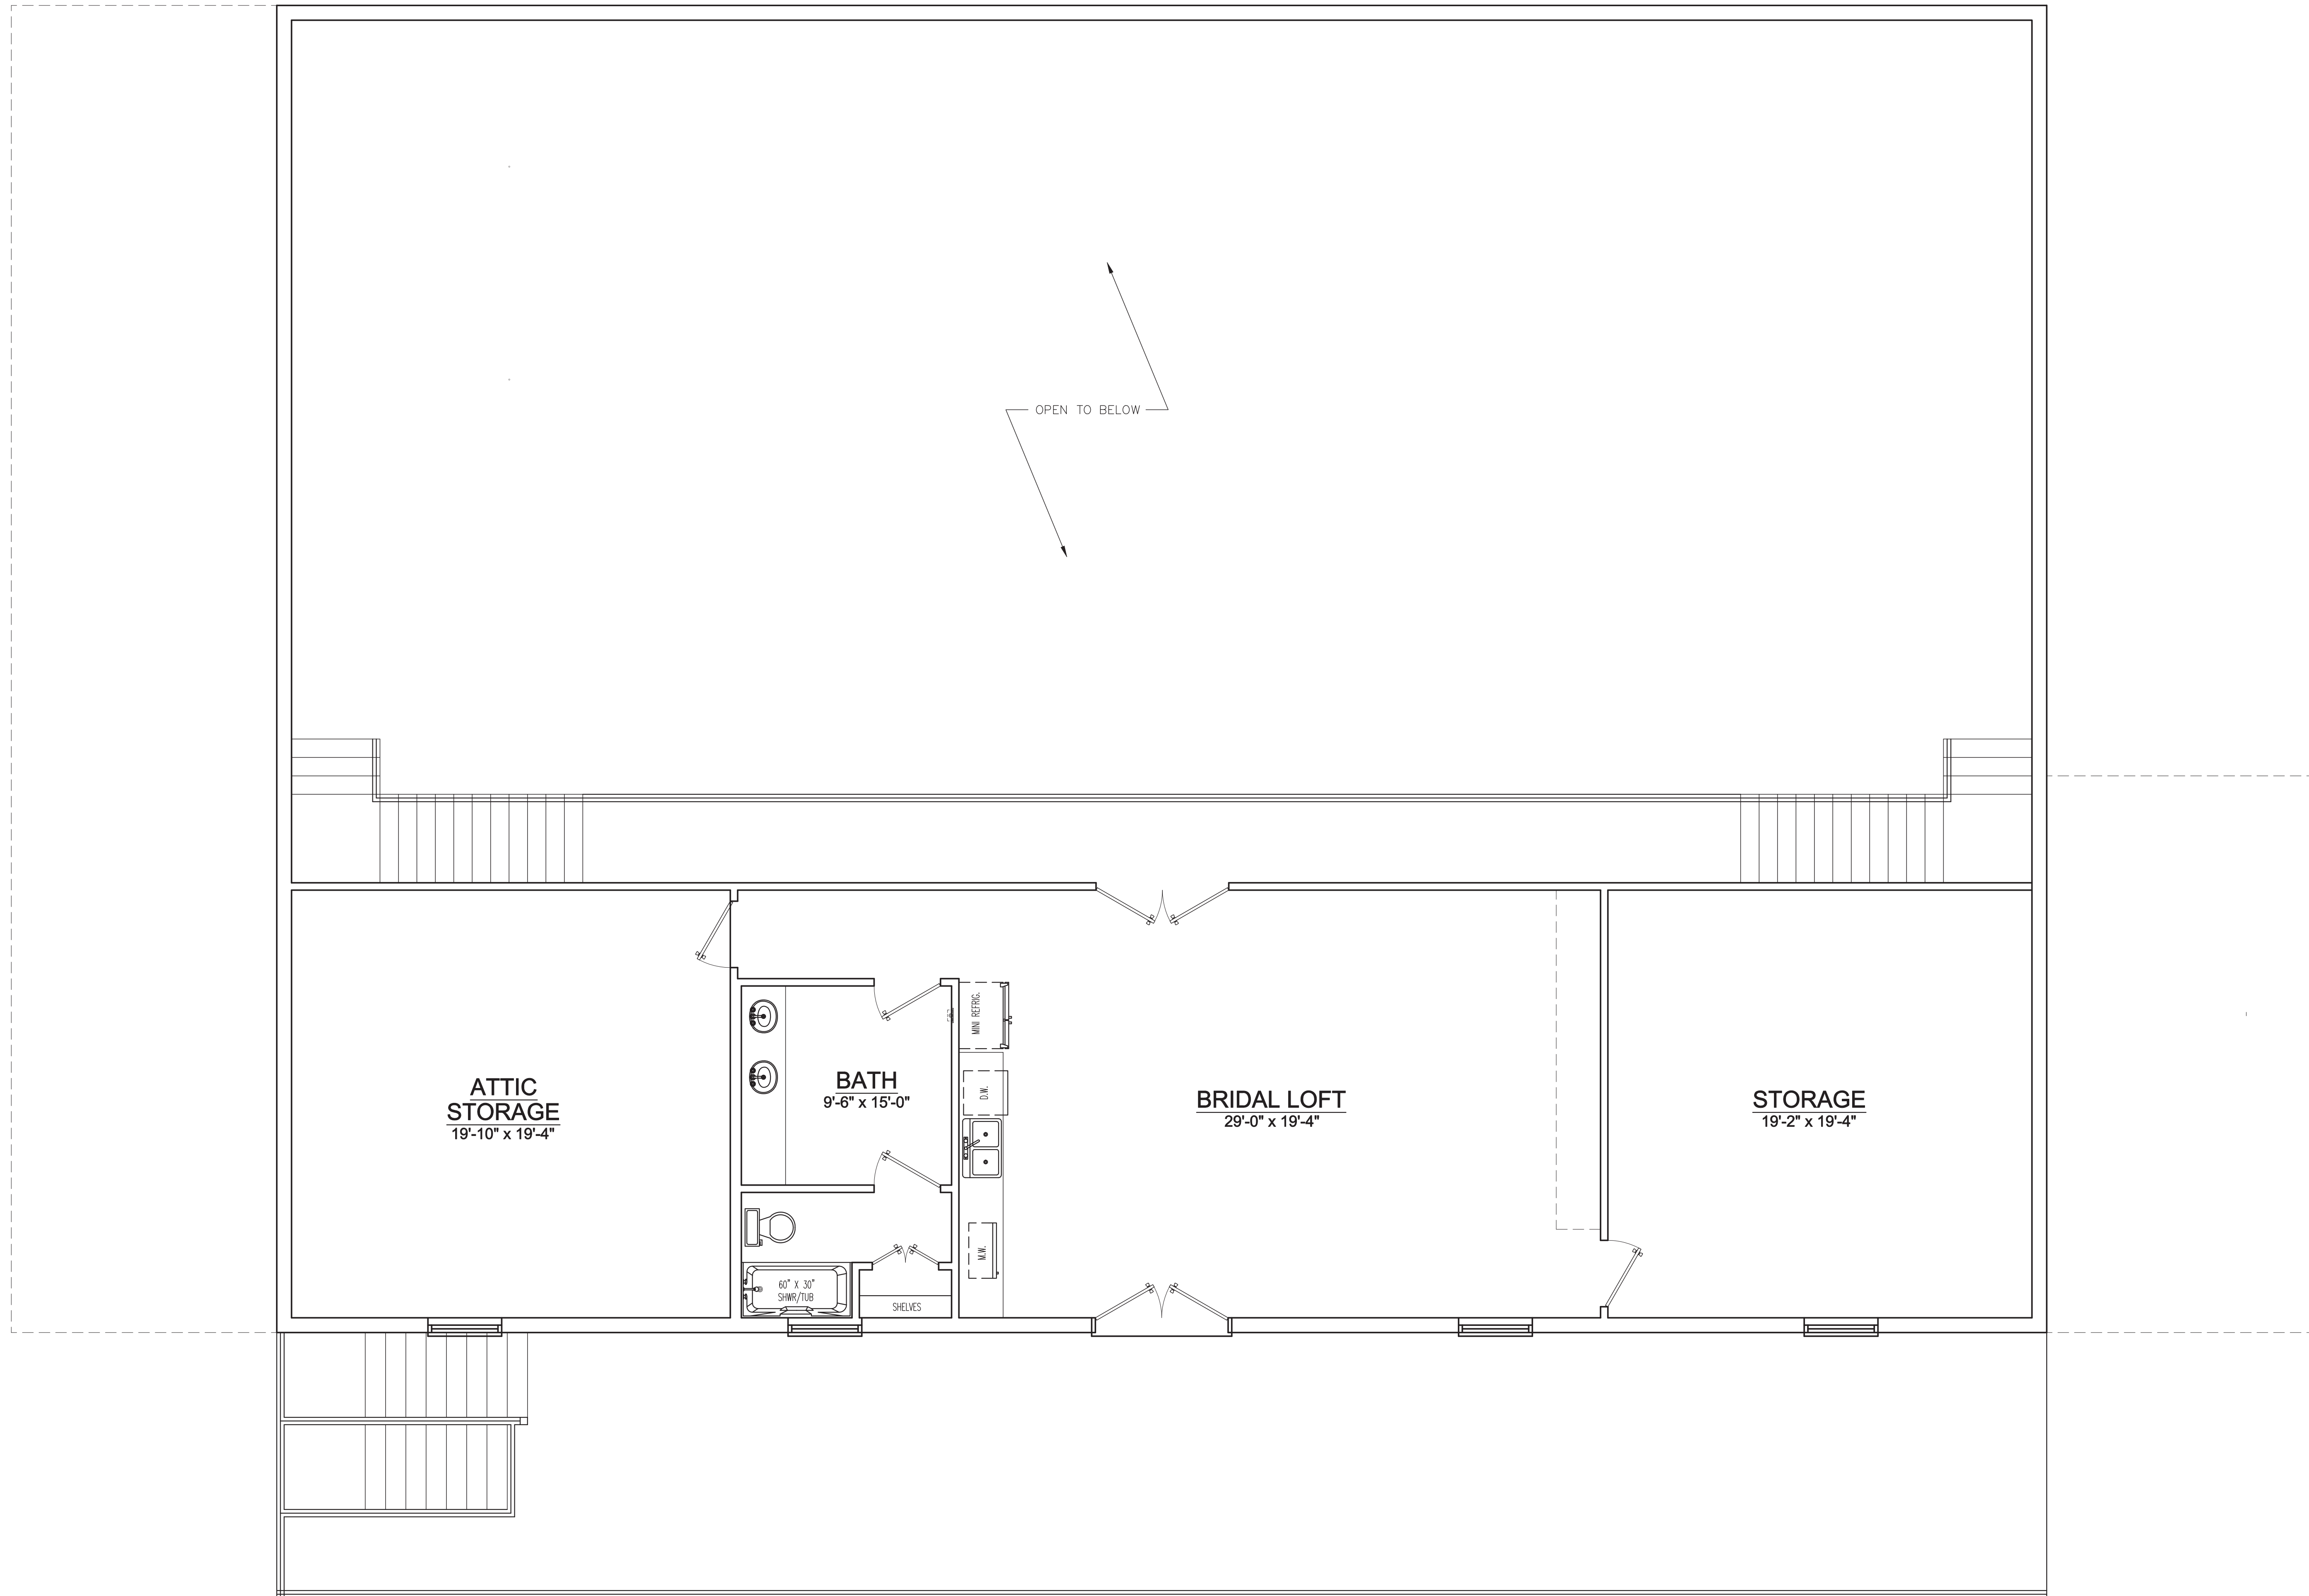 OPEN TO BELOW
MINI REFRIG.
ATTIC
STORAGE
19'-10" x 19'-4"
BATH
9'-6" x 15'-0"
D.W.
BRIDAL LOFT
29'-0" x 19'-4"
STORAGE
19'-2" x 19'-4"
M.W.
60" X 30"
SHWR/TUB
SHELVES